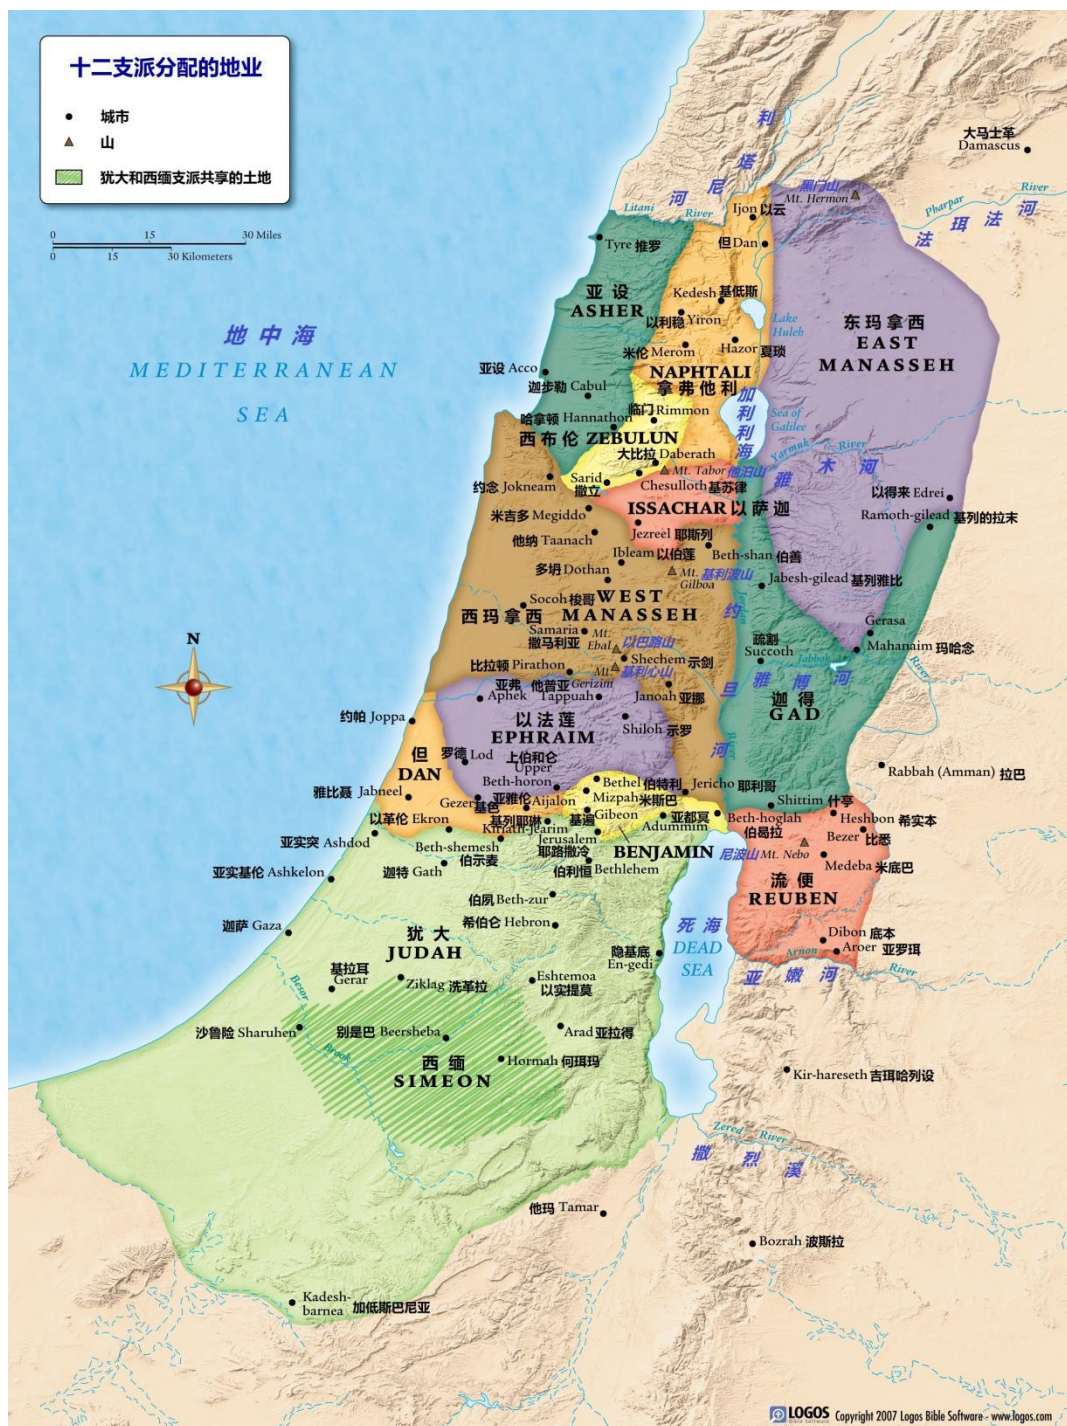 十二支派分配的地业
城市
山
犹大和西缅支派共享的土地
0 15 30 Miles
0 15 30 Kilometers
大马士革
Damascus
利
塔
尼
河
Litani River
黑门山
Mt. Hermon
Pharpar River
法珥法河
Ijon 以云
但 Dan
Tyre 推罗
亚设
ASHER
Kedesh 基低斯
以利稳 Yiron
Lake
Huleh
东玛拿西
EAST
MANASSEH
地中海
MEDITERRANEAN
SEA
米伦 Merom
Hazor 夏琐
NAPHTALI
拿弗他利
亚设 Acco
迦步勒 Cabul
临门 Rimmon
加利利海
Sea of
Galilee
哈拿顿 Hannathon
西布伦 ZEBULUN
大比拉 Daberath
Yarmuk River
雅木河
Mt. Tabor 他泊山
约念 Jokneam
Sarid
撒立
Chesulloth 基苏律
以得来 Edrei
米吉多 Megiddo
ISSACHAR 以萨迦
Ramoth-gilead 基列的拉末
他纳 Taanach
Jezreel 耶斯列
Ibleam 以伯莲
Beth-shan 伯善
多坍 Dothan
Mt.
Gilboa
基利波山
Jabesh-gilead 基列雅比
Jordan River
约旦河
Socoh 梭哥
WEST
MANASSEH
西玛拿西
Samaria
撒马利亚
Mt.
Ebal
以巴路山
Shechem 示剑
疏割
Succoth
Gerasa
Mahanaim 玛哈念
Jabbok River
雅博河
N
比拉顿 Pirathon
Mt.
Gerizim
基利心山
亚弗
Aphek
他普亚
Tappuah
Janoah 亚挪
迦得
GAD
约帕 Joppa
以法莲
EPHRAIM
Shiloh 示罗
但
DAN
罗德 Lod
上伯和仑
Upper
Beth-horon
Rabbah (Amman) 拉巴
雅比聂
Jabneel
Bethel 伯特利
Jericho 耶利哥
Gezer
基色
亚雅伦
Aijalon
Mizpah 米斯巴
Shittim 什亭
以革伦 Ekron
基列耶琳
Kiriath-Jearim
基遍
Gibeon
亚都冥
Adummim
Beth-hoglah
伯曷拉
Heshbon 希实本
亚实突 Ashdod
Beth-shemesh
伯示麦
Jerusalem
耶路撒冷
BENJAMIN
尼波山 Mt. Nebo
Bezer 比悉
亚实基伦 Ashkelon
迦特 Gath
伯利恒 Bethlehem
Medeba 米底巴
流便
REUBEN
伯夙 Beth-zur
希伯仑 Hebron
迦萨 Gaza
犹大
JUDAH
死海
DEAD
SEA
Dibon 底本
Aroer 亚罗珥
Arnon River
亚嫩河
隐基底
En-gedi
基拉耳
Gerar
Ziklag 洗革拉
Eshtemoa
以实提莫
Besor Brook
沙鲁险 Sharuhen
别是巴 Beersheba
Arad 亚拉得
西缅
SIMEON
Hormah 何珥玛
Kir-hareseth 吉珥哈列设
Zered River
撒烈溪
他玛 Tamar
Bozrah 波斯拉
Kadesh-
barnea 加低斯巴尼亚
LOGOS
Bible Software
Copyright 2007 Logos Bible Software - www.logos.com